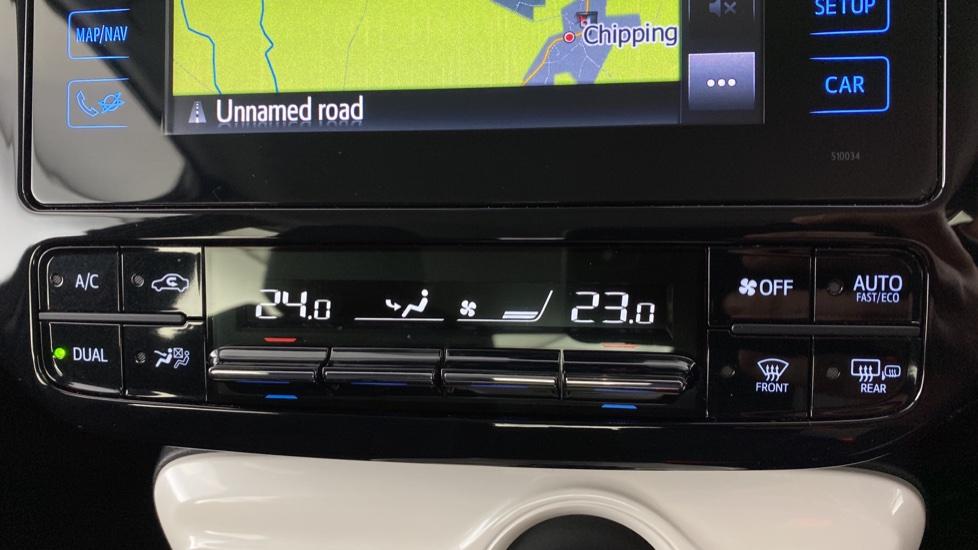 MAP/NAV
SETUP
Chipping
CAR
Unnamed road
510034
A/C
24.0
23.0
OFF
AUTO
FAST/ECO
DUAL
FRONT
REAR